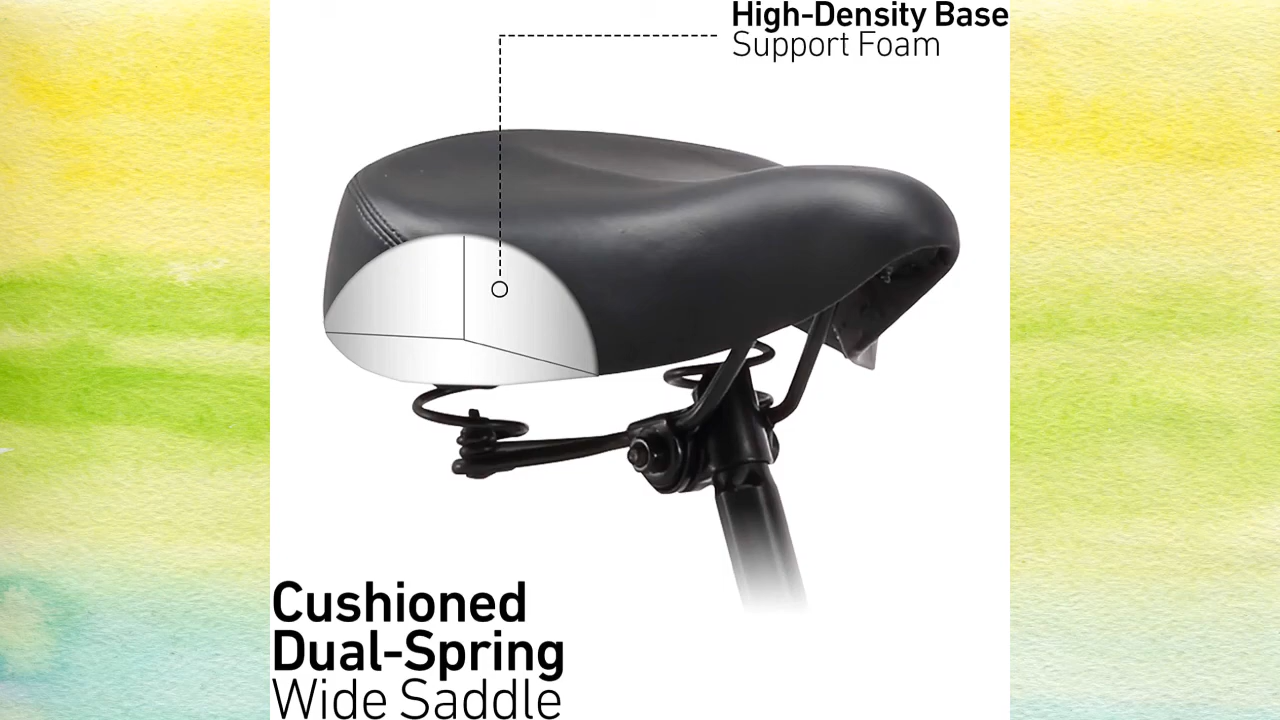 High-Density Base
Support Foam
Cushioned
Dual-Spring
Wide Saddle